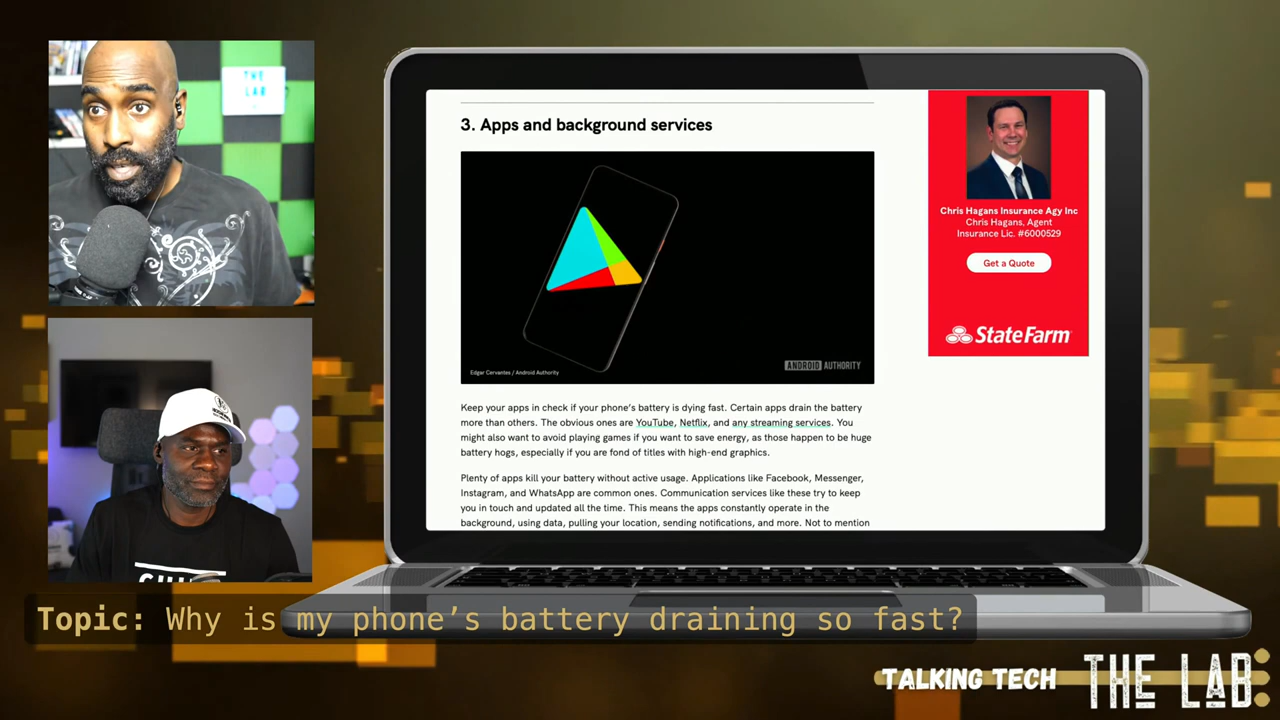 THE
LAB
3. Apps and background services
Edgar Cervantes / Android Authority
ANDROID AUTHORITY
Keep your apps in check if your phone's battery is dying fast. Certain apps drain the battery
more than others. The obvious ones are YouTube, Netflix, and any streaming services. You
might also want to avoid playing games if you want to save energy, as those happen to be huge
battery hogs, especially if you are fond of titles with high-end graphics.
Plenty of apps kill your battery without active usage. Applications like Facebook, Messenger,
Instagram, and WhatsApp are common ones. Communication services like these try to keep
you in touch and updated all the time. This means the apps constantly operate in the
background, using data, pulling your location, sending notifications, and more. Not to mention
Chris Hagans Insurance Agy Inc
Chris Hagans, Agent
Insurance Lic. #6000529
Get a Quote
StateFarm
Topic: Why is my phone's battery draining so fast?
TALKING TECH
THE LAB